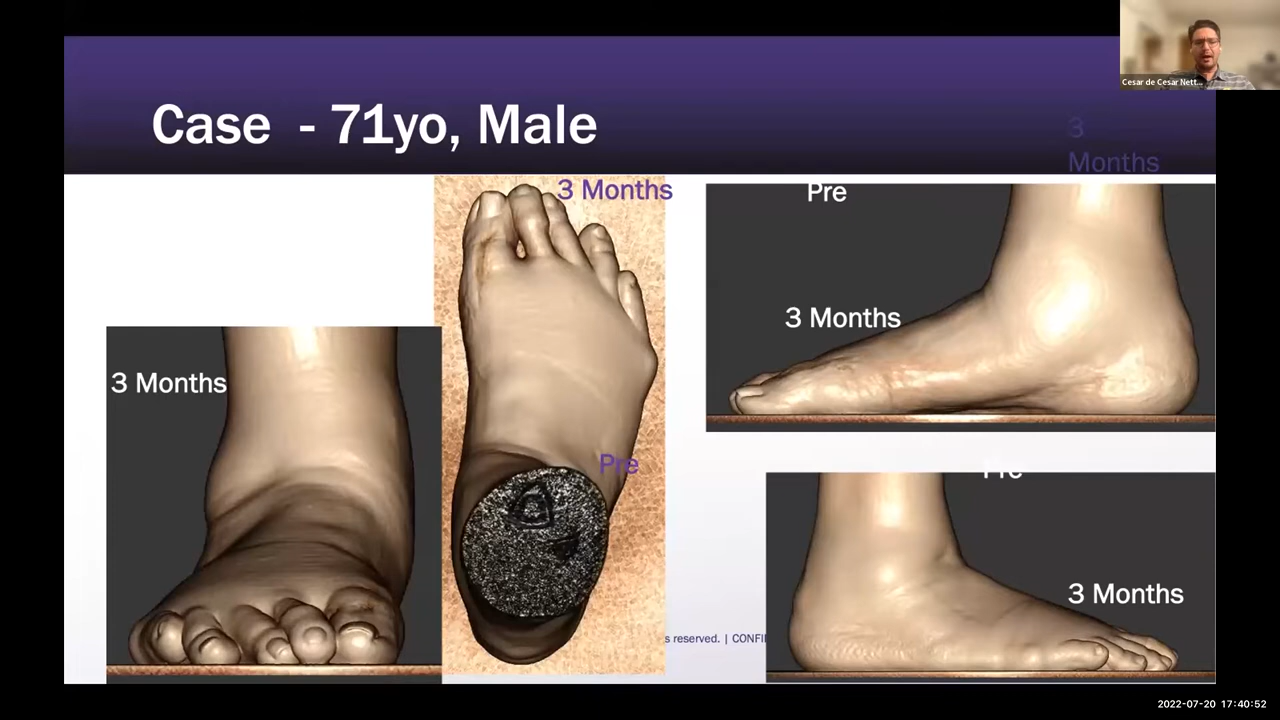 Cesar de Cesar Nett...
Case - 71yo, Male
3
Months
3 Months
Pre
3 Months
3 Months
Pre
Pre
3 Months
s reserved. | CONFI
2022-07-20 17:40:52